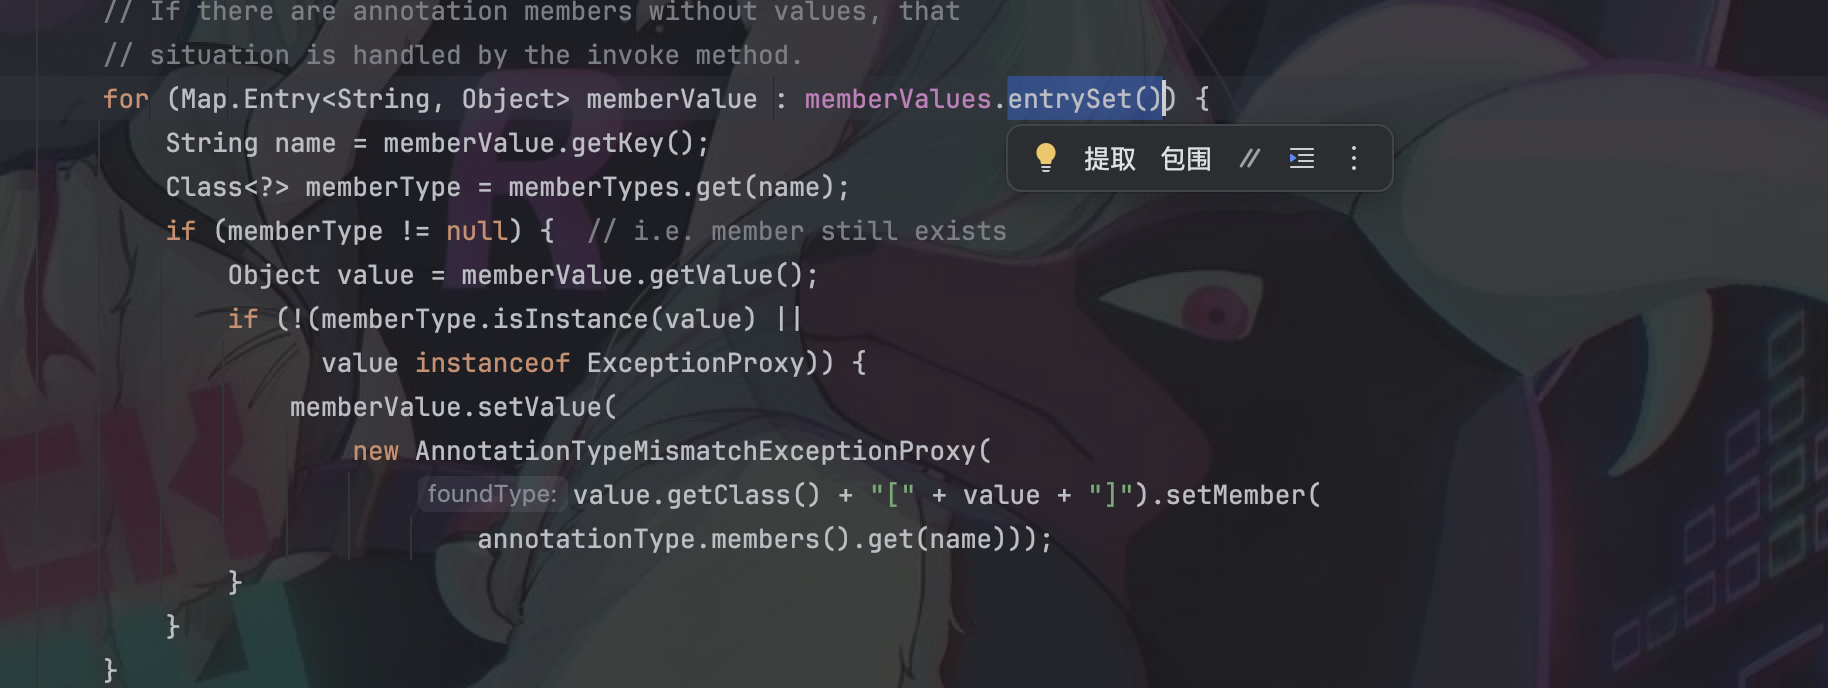 // If there are annotation members without values, that
// situation is handled by the invoke method.
for (Map.Entry<String, Object> memberValue : memberValues.entrySet()) {
String name = memberValue.getKey();
提取 包围 //
Class<?> memberType = memberTypes.get(name);
if (memberType != null) {  // i.e. member still exists
Object value = memberValue.getValue();
if (!(memberType.isInstance(value) ||
value instanceof ExceptionProxy)) {
memberValue.setValue(
new AnnotationTypeMismatchExceptionProxy(
foundType: value.getClass() + "[" + value + "]").setMember(
annotationType.members().get(name)));
}
}
}